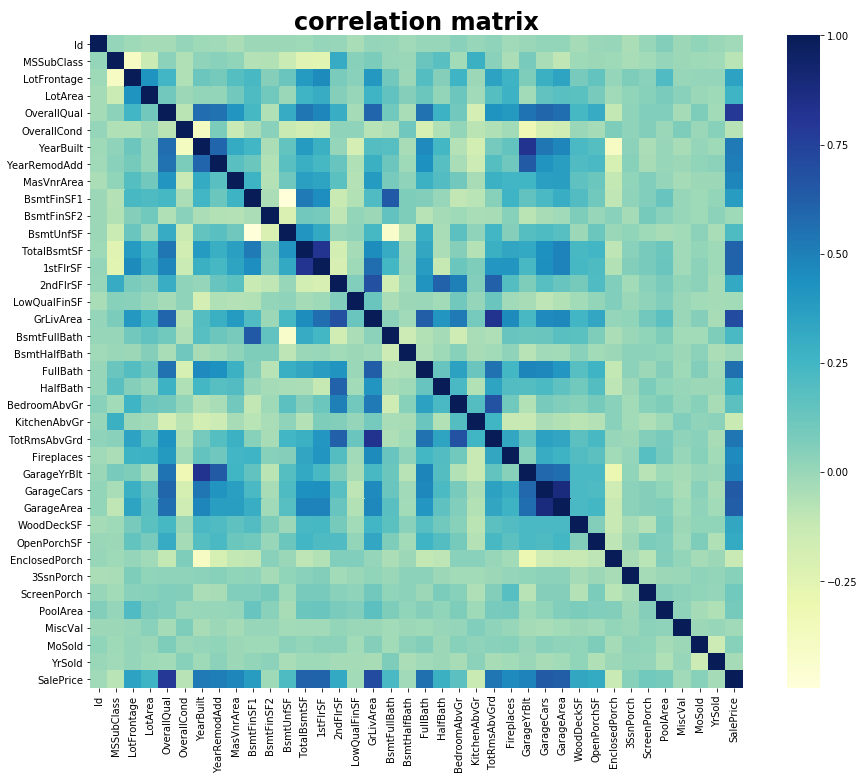 correlation matrix
Id
MSSubClass
LotFrontage
LotArea
OverallQual
OverallCond
YearBuilt
YearRemodAdd
MasVnrArea
BsmtFinSF1
BsmtFinSF2
BsmtUnfSF
TotalBsmtSF
1stFlrSF
2ndFlrSF
LowQualFinSF
GrLivArea
BsmtFullBath
BsmtHalfBath
FullBath
HalfBath
BedroomAbvGr
KitchenAbvGr
TotRmsAbvGrd
Fireplaces
GarageYrBlt
GarageCars
GarageArea
WoodDeckSF
OpenPorchSF
EnclosedPorch
3SsnPorch
ScreenPorch
PoolArea
MiscVal
MoSold
YrSold
SalePrice
Id
MSSubClass
LotFrontage
LotArea
OverallQual
OverallCond
YearBuilt
YearRemodAdd
MasVnrArea
BsmtFinSF1
BsmtFinSF2
BsmtUnfSF
TotalBsmtSF
1stFlrSF
2ndFlrSF
LowQualFinSF
GrLivArea
BsmtFullBath
BsmtHalfBath
FullBath
HalfBath
BedroomAbvGr
KitchenAbvGr
TotRmsAbvGrd
Fireplaces
GarageYrBlt
GarageCars
GarageArea
WoodDeckSF
OpenPorchSF
EnclosedPorch
3SsnPorch
ScreenPorch
PoolArea
MiscVal
MoSold
YrSold
SalePrice
1.00
0.75
0.50
0.25
0.00
−0.25